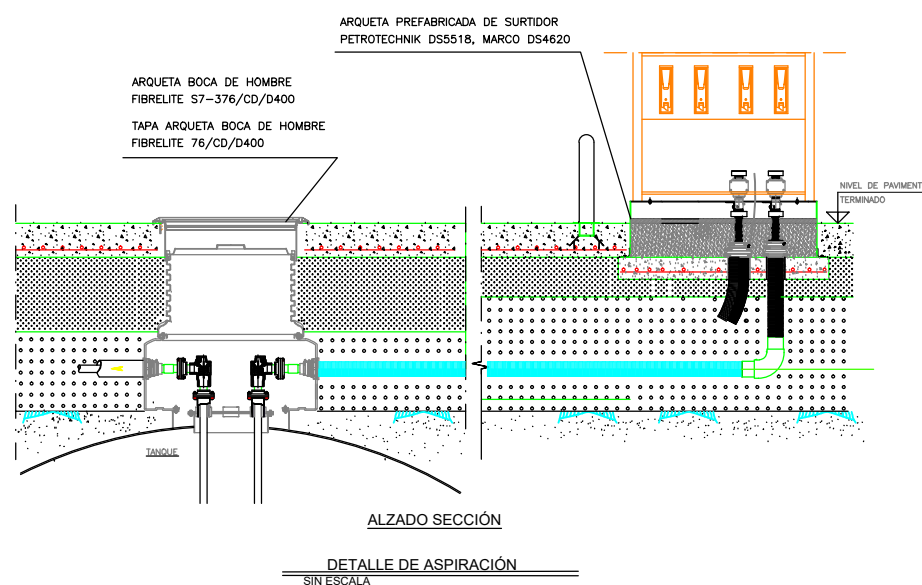 ARQUETA PREFABRICADA DE SURTIDOR
PETROTECHNIK DS5518, MARCO DS4620
ARQUETA BOCA DE HOMBRE
FIBRELITE S7-376/CD/D400
TAPA ARQUETA BOCA DE HOMBRE
FIBRELITE 76/CD/D400
NIVEL DE PAVIMENT
TERMINADO
A
TANQUE
ALZADO SECCIÓN
DETALLE DE ASPIRACIÓN
SIN ESCALA